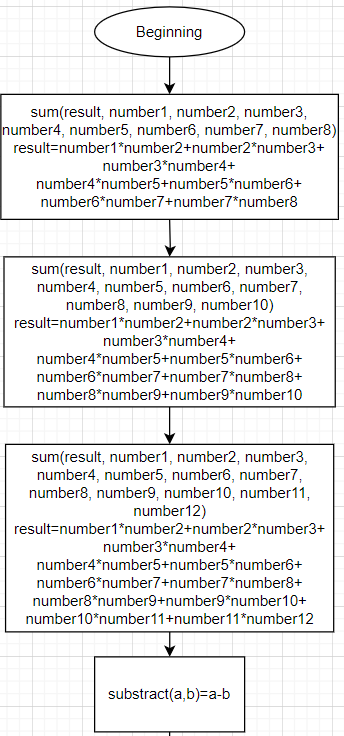 Beginning
sum(result, number1, number2, number3,
number4, number5, number6, number7, number8)
result=number1*number2+number2*number3+
number3*number4+
number4*number5+number5*number6+
number6*number7+number7*number8
sum(result, number1, number2, number3,
number4, number5, number6, number7,
number8, number9, number10)
result=number1*number2+number2*number3+
number3*number4+
number4*number5+number5*number6+
number6*number7+number7*number8+
number8*number9+number9*number10
sum(result, number1, number2, number3,
number4, number5, number6, number7,
number8, number9, number10, number11,
number12)
result=number1*number2+number2*number3+
number3*number4+
number4*number5+number5*number6+
number6*number7+number7*number8+
number8*number9+number9*number10+
number10*number11+number11*number12
substract(a,b)=a-b